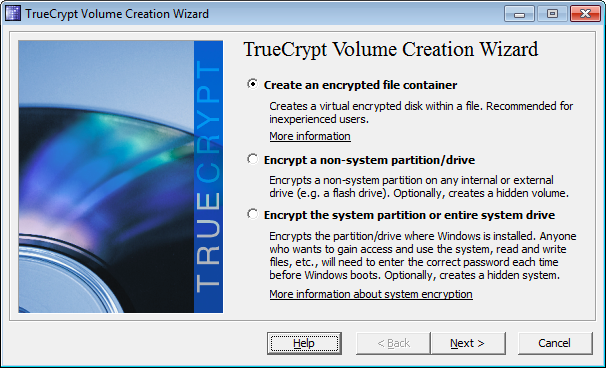 TrueCrypt Volume Creation Wizard
TRUECRYPT
TrueCrypt Volume Creation Wizard
Create an encrypted file container
Creates a virtual encrypted disk within a file. Recommended for
inexperienced users.
More information
Encrypt a non-system partition/drive
Encrypts a non-system partition on any internal or external
drive (e.g. a flash drive). Optionally, creates a hidden volume.
Encrypt the system partition or entire system drive
Encrypts the partition/drive where Windows is installed. Anyone
who wants to gain access and use the system, read and write
files, etc., will need to enter the correct password each time
before Windows boots. Optionally, creates a hidden system.
More information about system encryption
Help
< Back
Next >
Cancel